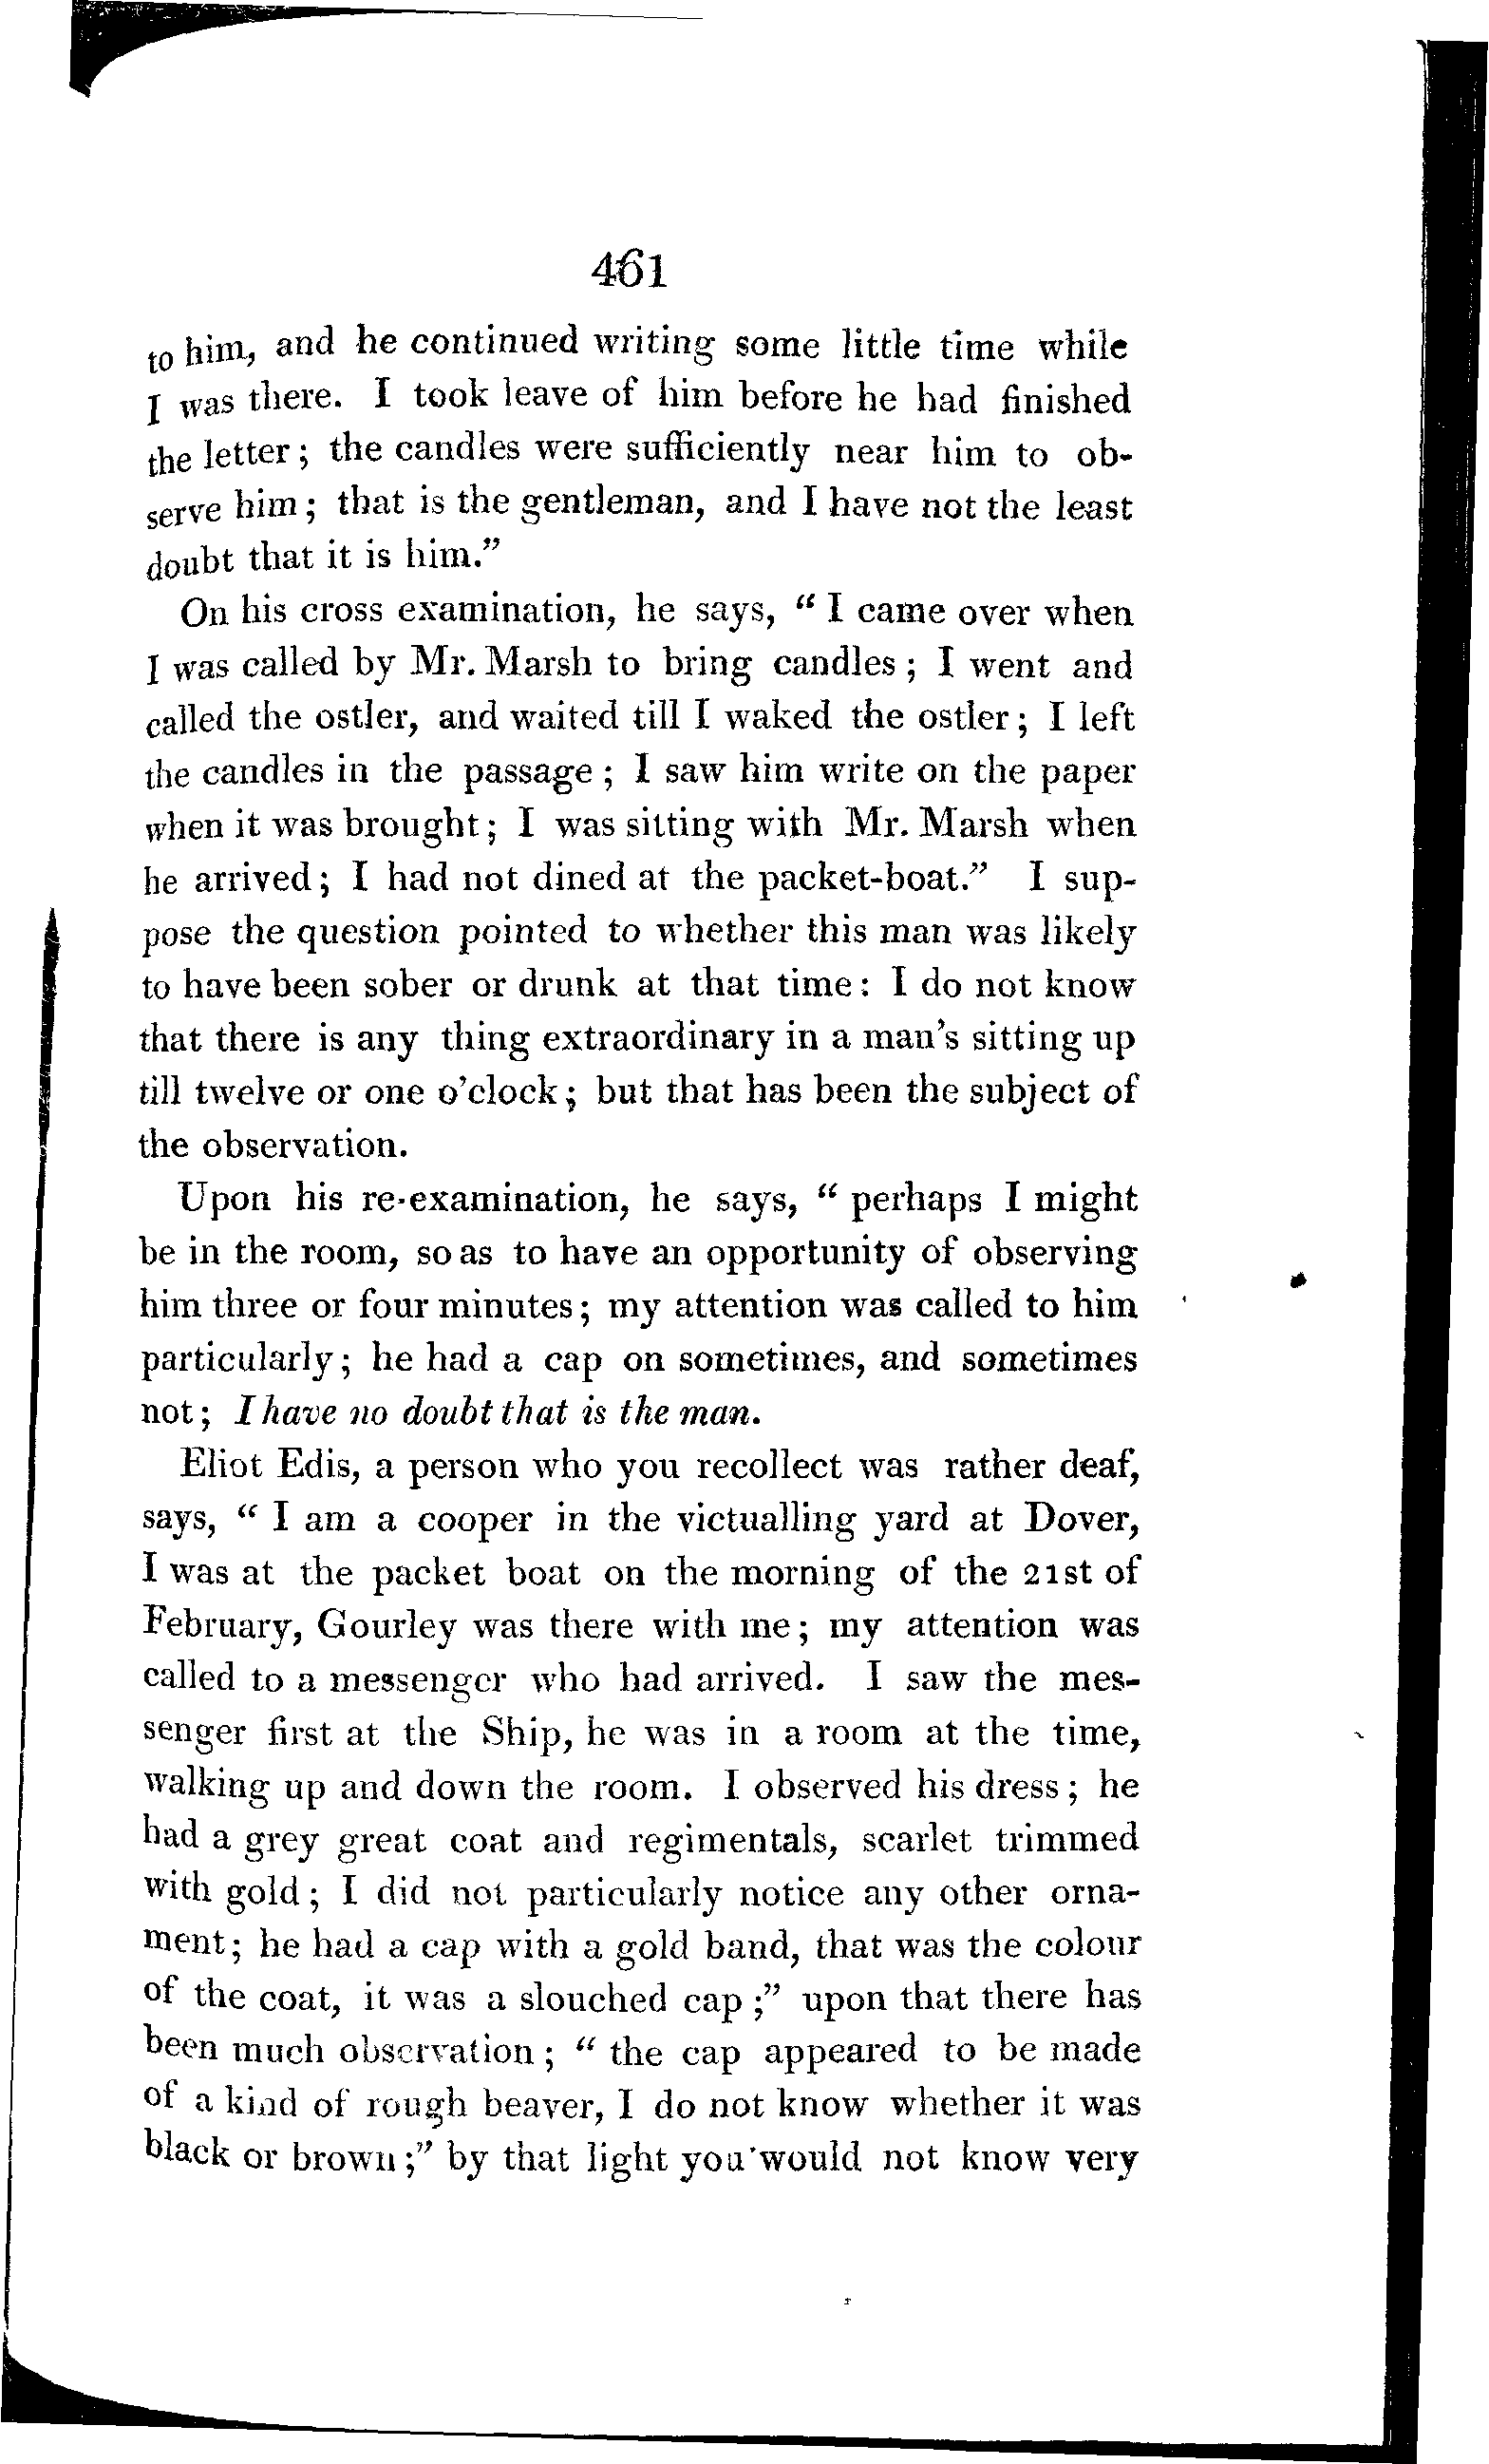 461
to him, and he continued writing some little time while
I was there. I took leave of him before he had finished
the letter; the candles were sufficiently near him to ob-
serve him; that is the gentleman, and I have not the least
doubt that it is him.”
On his cross examination, he says, “ I came over when
I was called by Mr. Marsh to bring candles; I went and
called the ostler, and waited till I waked the ostler; I left
the candles in the passage; I saw him write on the paper
when it was brought; I was sitting with Mr. Marsh when
he arrived; I had not dined at the packet-boat.” I sup-
pose the question pointed to whether this man was likely
to have been sober or drunk at that time: I do not know
that there is any thing extraordinary in a man's sitting up
till twelve or one o'clock; but that has been the subject of
the observation.
Upon his re-examination, he says, “ perhaps I might
be in the room, so as to have an opportunity of observing
him three or four minutes; my attention was called to him
particularly; he had a cap on sometimes, and sometimes
not; I have no doubt that is the man.
Eliot Edis, a person who you recollect was rather deaf,
says, “ I am a cooper in the victualling yard at Dover,
I was at the packet boat on the morning of the 21st of
February, Gourley was there with me; my attention was
called to a messenger who had arrived. I saw the mes-
senger first at the Ship, he was in a room at the time,
walking up and down the room. I observed his dress; he
had a grey great coat and regimentals, scarlet trimmed
with gold; I did not particularly notice any other orna-
ment; he had a cap with a gold band, that was the colour
of the coat, it was a slouched cap;” upon that there has
been much observation; “ the cap appeared to be made
of a kind of rough beaver, I do not know whether it was
black or brown;” by that light you would not know very